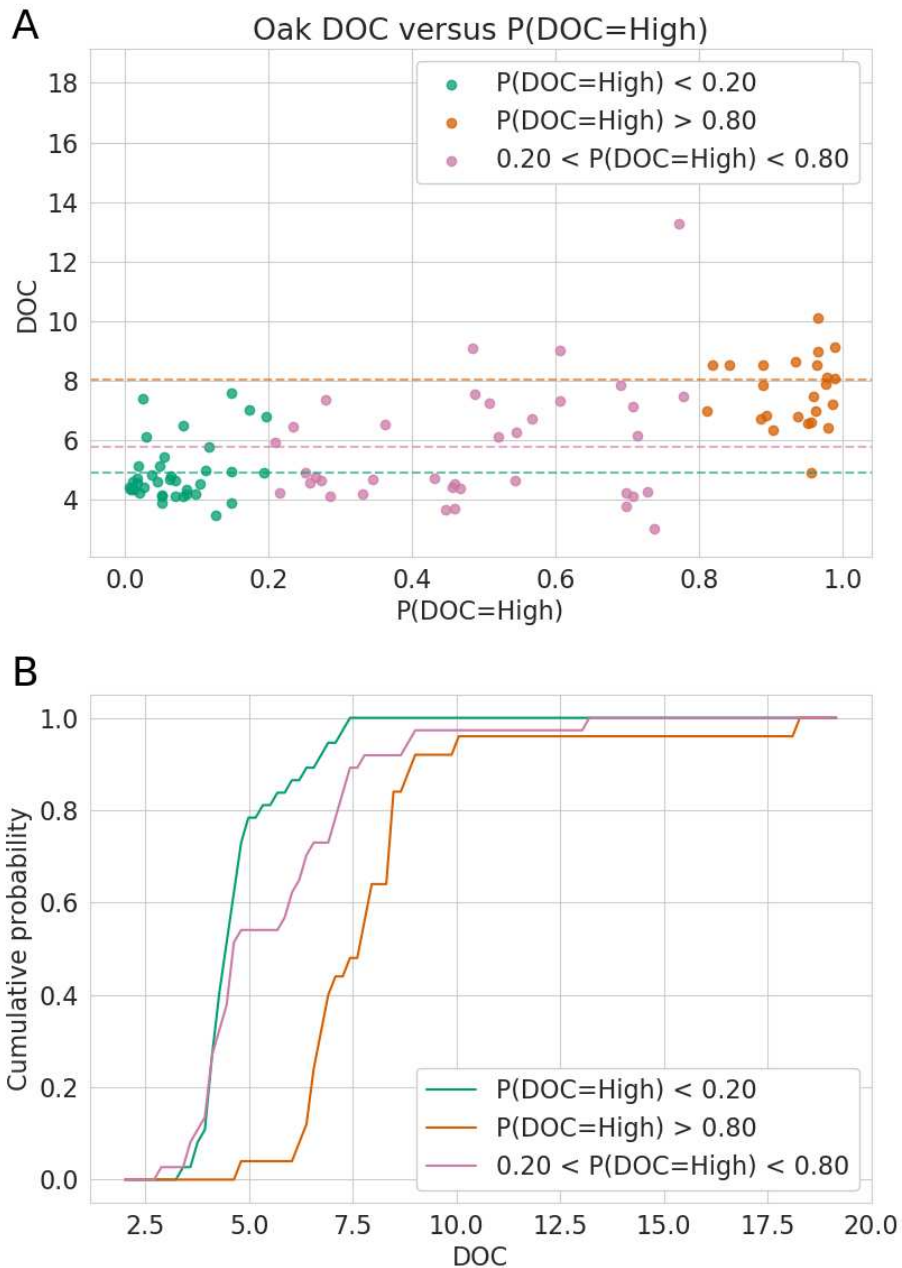 A
Oak DOC versus P(DOC=High)
18
16
14
12
10
8
6
4
DOC
P(DOC=High) < 0.20
P(DOC=High) > 0.80
0.20 < P(DOC=High) < 0.80
0.0 0.2 0.4 0.6 0.8 1.0
P(DOC=High)
B
1.0
0.8
0.6
0.4
0.2
0.0
Cumulative probability
P(DOC=High) < 0.20
P(DOC=High) > 0.80
0.20 < P(DOC=High) < 0.80
2.5 5.0 7.5 10.0 12.5 15.0 17.5 20.0
DOC